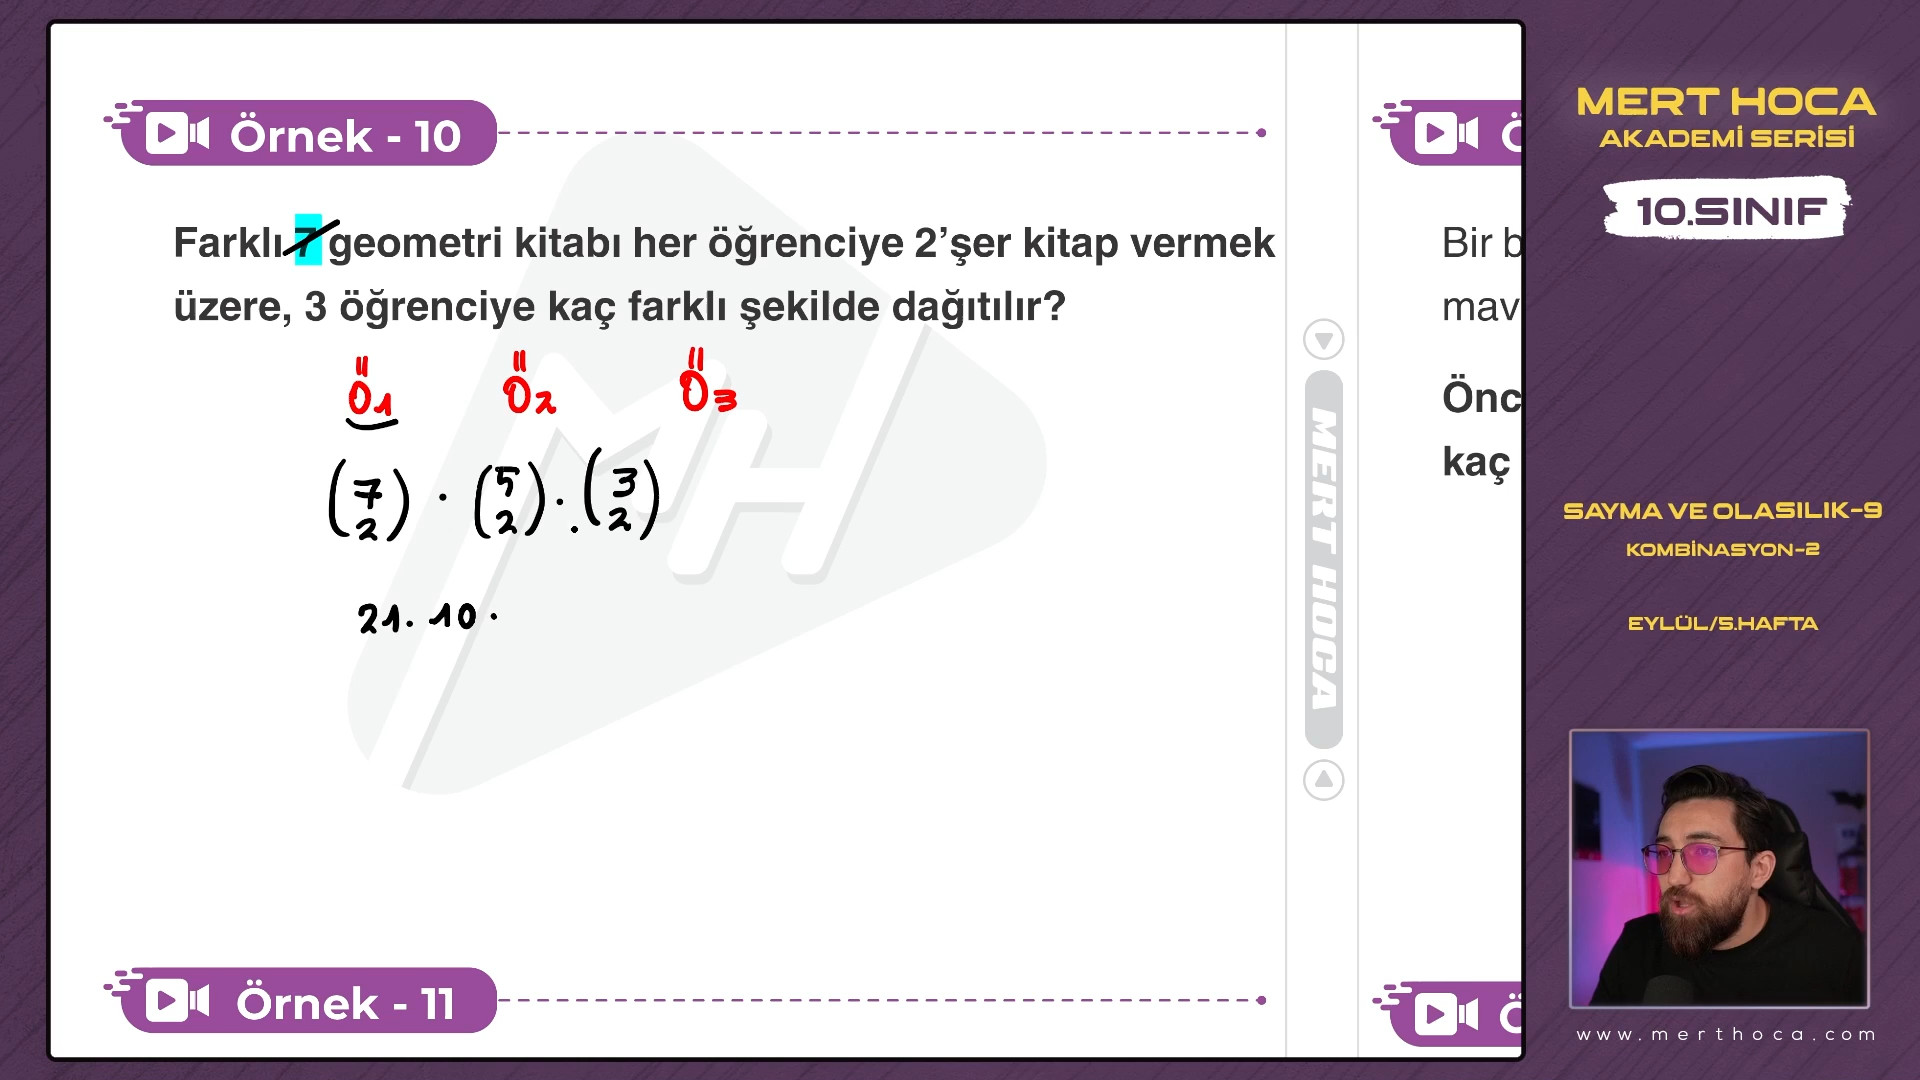 Örnek - 10
Farklı 7 geometri kitabı her öğrenciye 2'şer kitap vermek
üzere, 3 öğrenciye kaç farklı şekilde dağıtılır?
Ö1 Ö2 Ö3
(7 2) · (5 2) · (3 2)
21 · 10 ·
Örnek - 11
MERT HOCA
Ö
Bir b
mav
Önc
kaç
Ö
MERT HOCA
AKADEMİ SERİSİ
10.SINIF
SAYMA VE OLASILIK-9
KOMBİNASYON-2
EYLÜL/5.HAFTA
www.merthoca.com